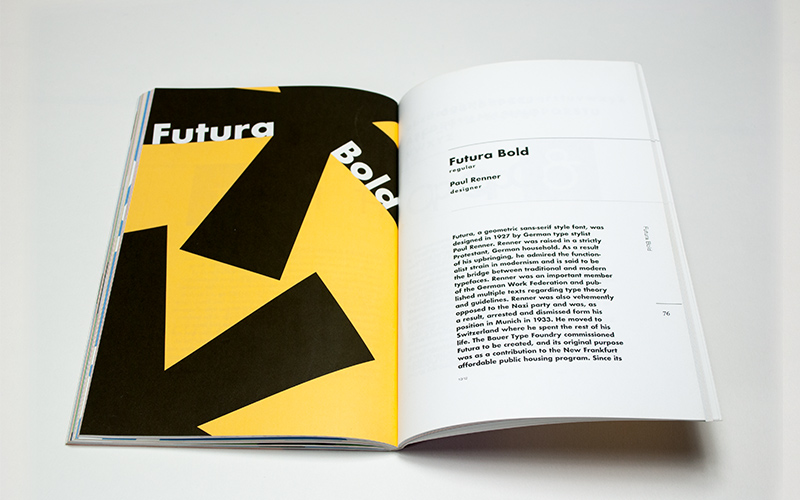 Futura
Bold
Futura Bold
regular
Paul Renner
designer
Futura, a geometric sans-serif style font, was
designed in 1927 by German type stylist
Paul Renner. Renner was raised in a strictly
Protestant, German household. As a result
of his upbringing, he admired the function-
alist strain in modernism and is said to be
the bridge between traditional and modern
typefaces. Renner was an important member
of the German Work Federation and pub-
lished multiple texts regarding type theory
and guidelines. Renner was also vehemently
opposed to the Nazi party and was, as
a result, arrested and dismissed form his
position in Munich in 1933. He moved to
Switzerland where he spent the rest of his
life. The Bauer Type Foundry commissioned
Futura to be created, and its original purpose
was as a contribution to the New Frankfurt
affordable public housing program. Since its
Futura Bold
76